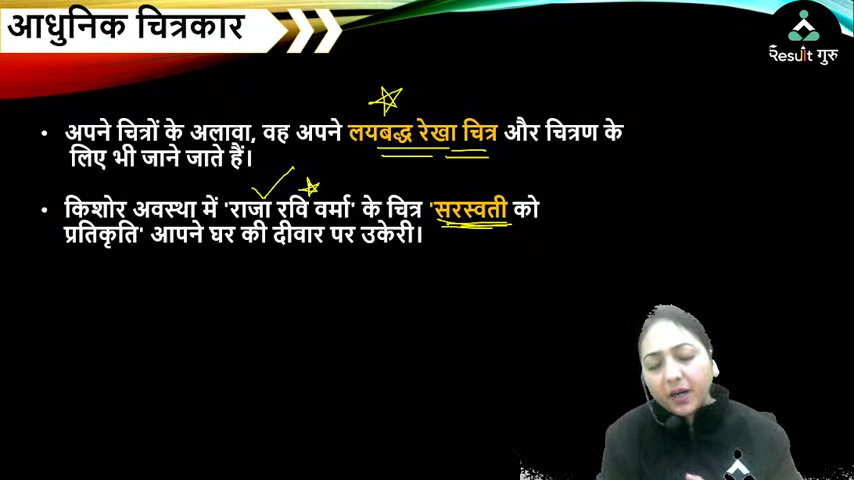 आधुनिक चित्रकार
Result गुरु
अपने चित्रों के अलावा, वह अपने लयबद्ध रेखा चित्र और चित्रण के
लिए भी जाने जाते हैं।
किशोर अवस्था में 'राजा रवि वर्मा' के चित्र 'सरस्वती को
प्रतिकृति' आपने घर की दीवार पर उकेरी।